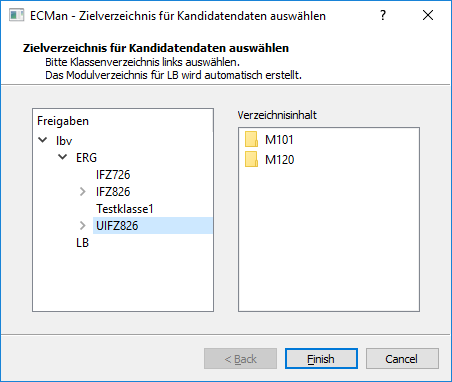 ECMan - Zielverzeichnis für Kandidatendaten auswählen
Zielverzeichnis für Kandidatendaten auswählen
Bitte Klassenverzeichnis links auswählen.
Das Modulverzeichnis für LB wird automatisch erstellt.
Freigaben
lbv
ERG
IFZ726
IFZ826
Testklasse1
UIFZ826
LB
Verzeichnisinhalt
M101
M120
< Back
Finish
Cancel